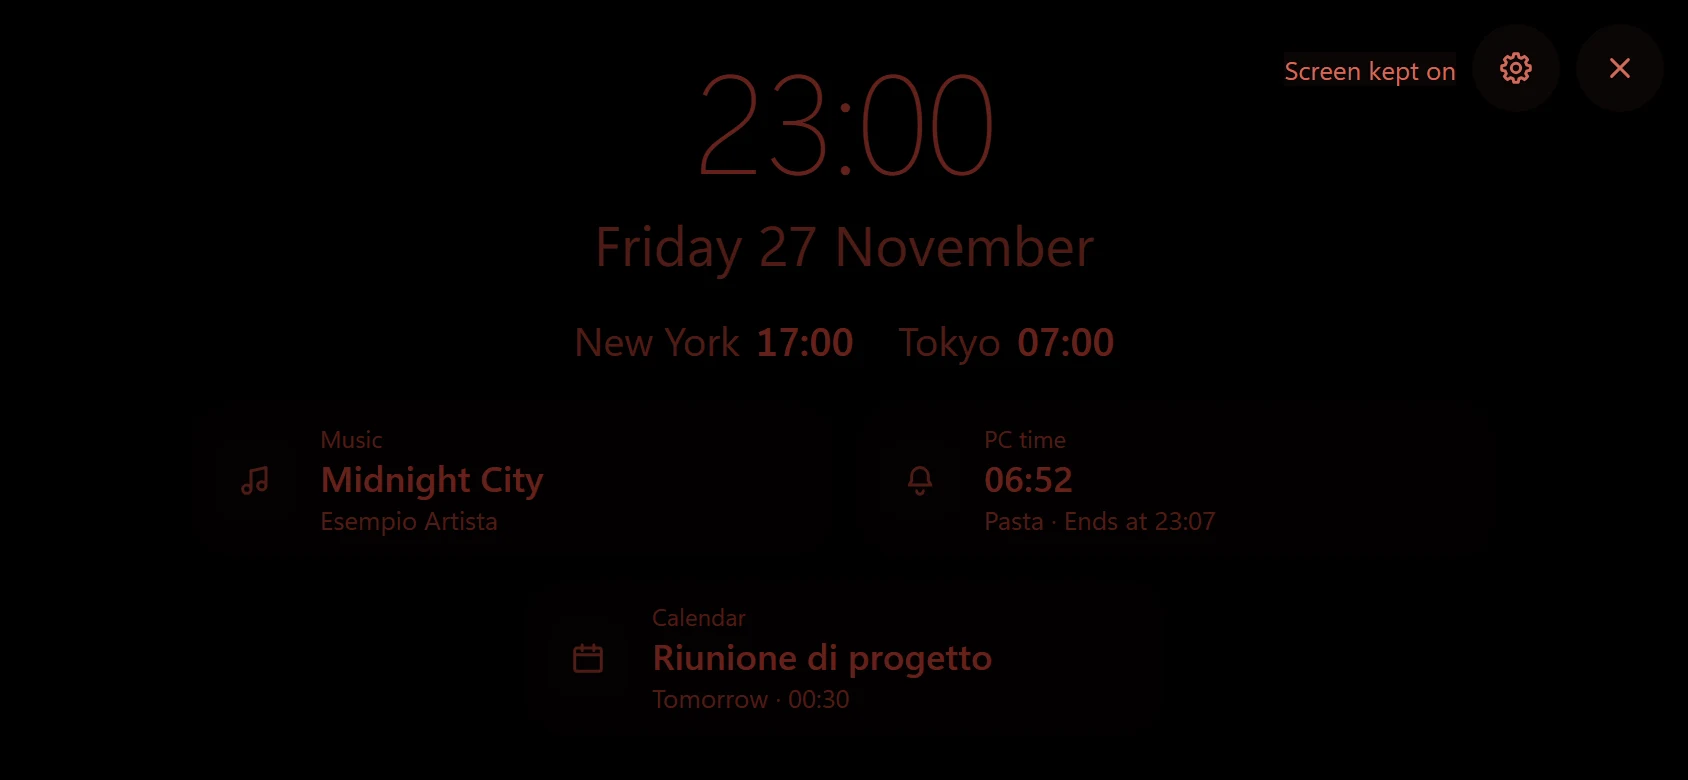 Screen kept on
23:00
Friday 27 November
New York 17:00 Tokyo 07:00
Music
Midnight City
Esempio Artista
PC time
06:52
Pasta · Ends at 23:07
Calendar
Riunione di progetto
Tomorrow · 00:30